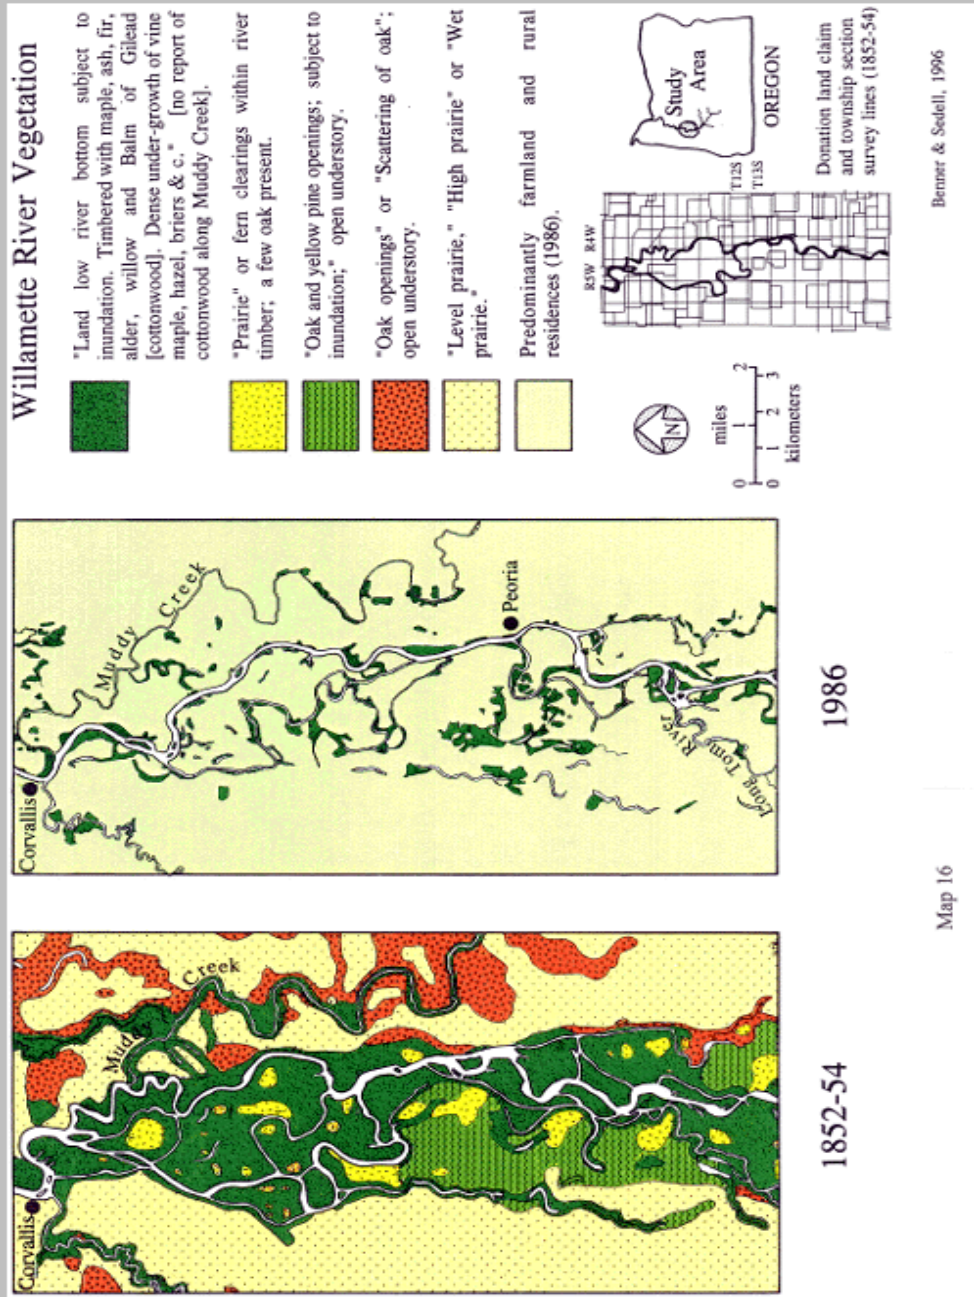 Willamette River Vegetation
"Land low river bottom subject to
inundation. Timbered with maple, ash, fir,
alder, willow and Balm of Gilead
[cottonwood]. Dense under-growth of vine
maple, hazel, briers & c." [no report of
cottonwood along Muddy Creek].
"Prairie" or fern clearings within river
timber; a few oak present.
"Oak and yellow pine openings; subject to
inundation;" open understory.
"Oak openings" or "Scattering of oak";
open understory.
"Level prairie," "High prairie" or "Wet
prairie."
Predominantly farmland and rural
residences (1986).
N
0 1 2
miles
0 1 2 3
kilometers
R5W R4W
T12S
T13S
Study
Area
OREGON
Donation land claim
and township section
survey lines (1852-54)
Corvallis
Muddy
Creek
1852-54
Corvallis
Muddy
Creek
Peoria
Long Tom
River
1986
Map 16
Benner & Sedell, 1996